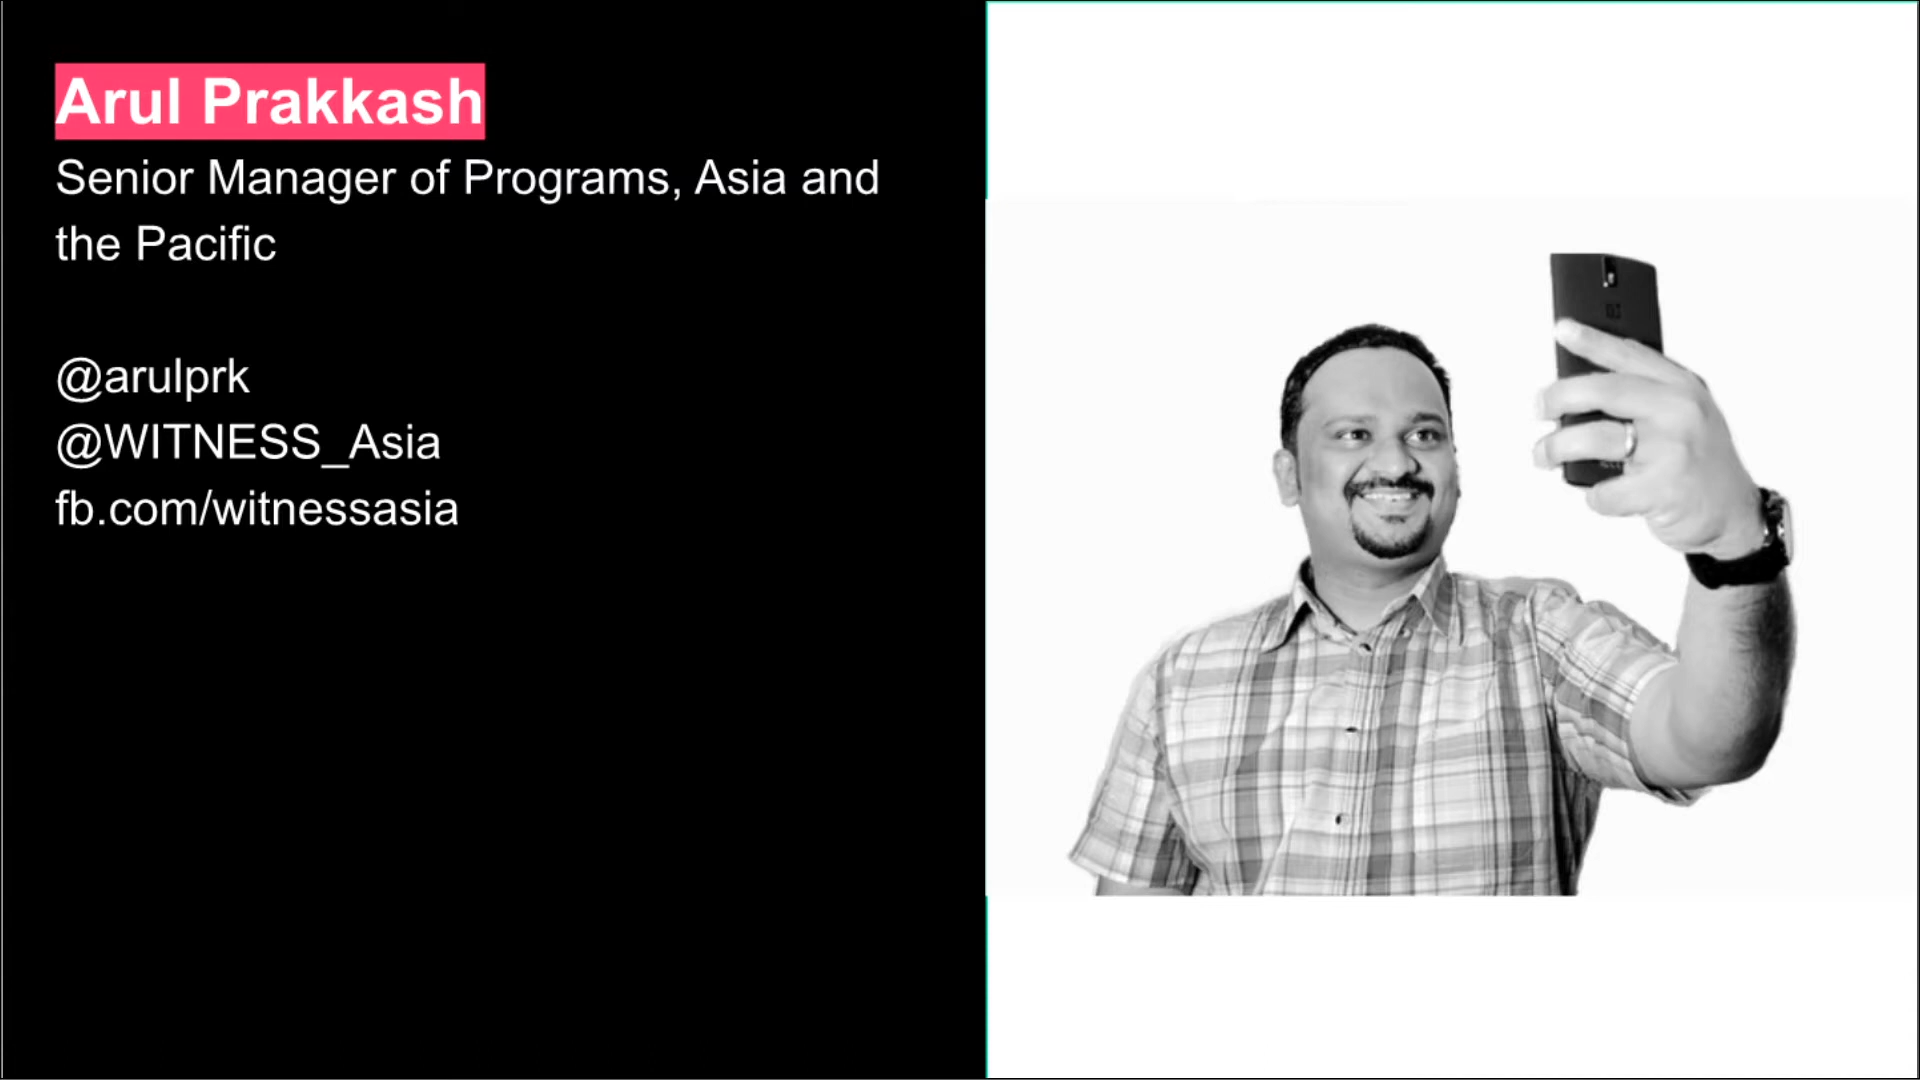 Arul Prakkash
Senior Manager of Programs, Asia and
the Pacific
@arulprk
@WITNESS_Asia
fb.com/witnessasia